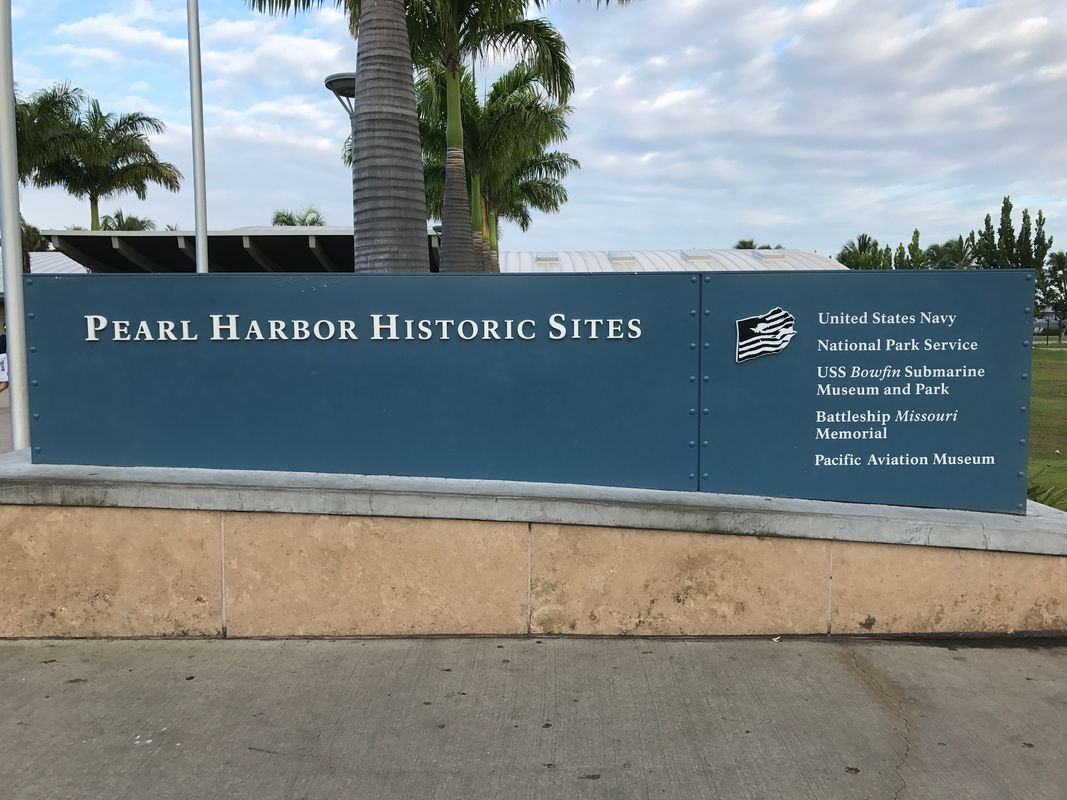 Pearl Harbor Historic Sites
United States Navy
National Park Service
USS Bowfin Submarine
Museum and Park
Battleship Missouri
Memorial
Pacific Aviation Museum